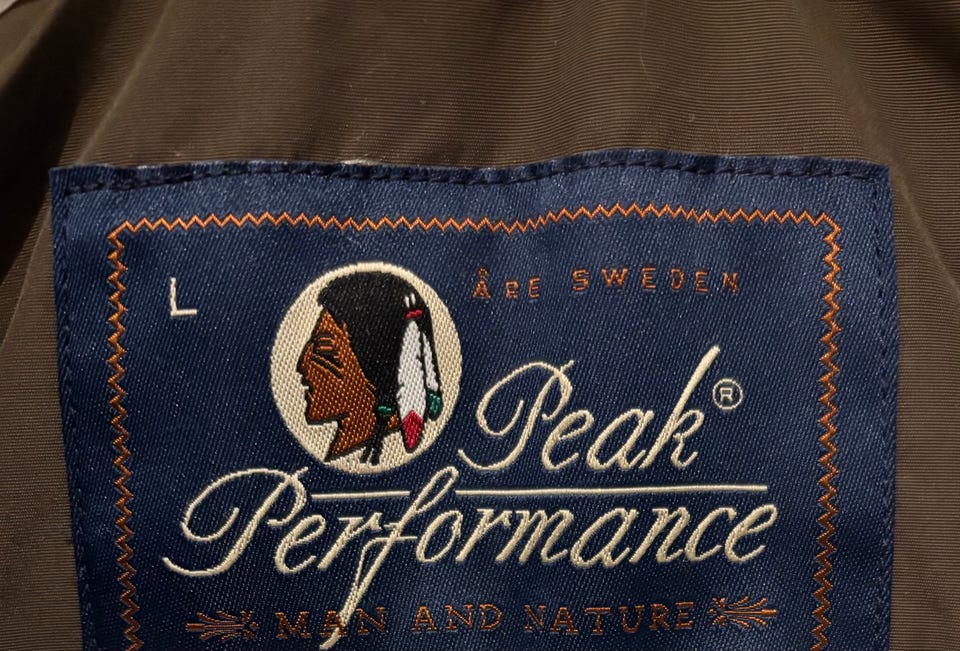 L
ÅRE SWEDEN
Peak®
Performance
MAN AND NATURE